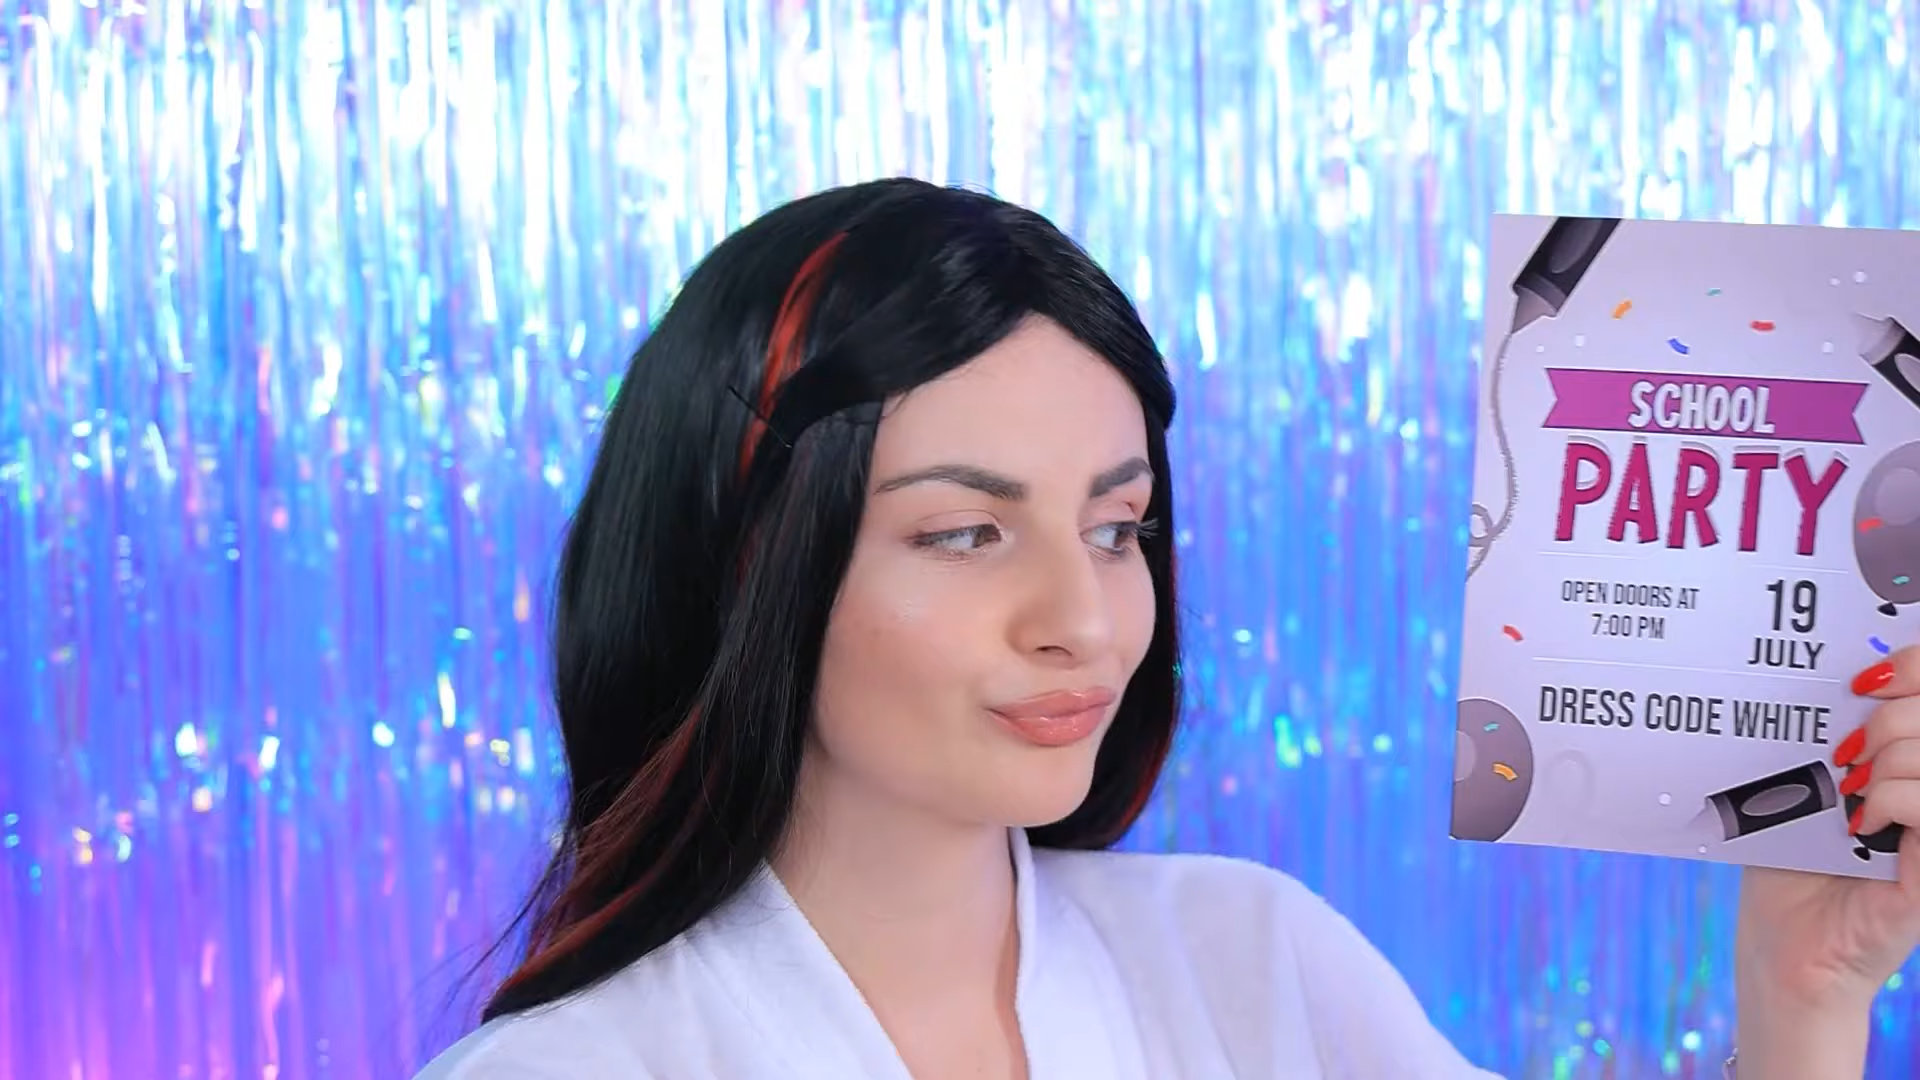 SCHOOL
PARTY
OPEN DOORS AT
7:00 PM
19
JULY
DRESS CODE WHITE